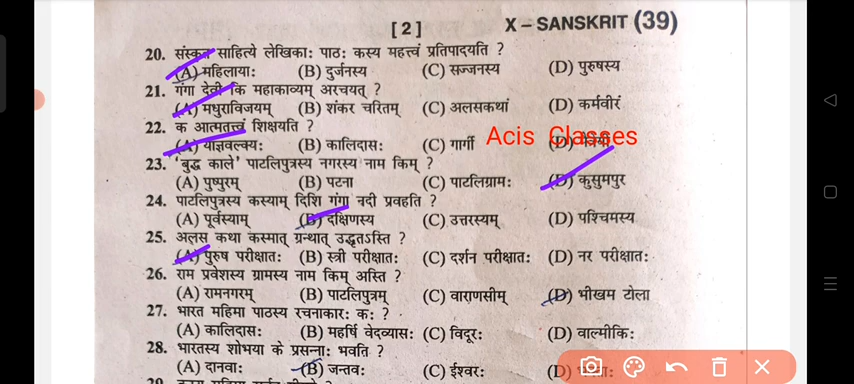 [2] X – SANSKRIT (39)
20. संस्कृत साहित्ये लेखिका: पाठ: कस्य महत्त्वं प्रतिपादयति ?
(A) महिलाया: (B) दुर्जनस्य (C) सज्जनस्य (D) पुरुषस्य
21. गंगा देवी कि महाकाव्यम् अरचयत् ?
(A) मधुराविजयम् (B) शंकर चरितम् (C) अलसकथां (D) कर्मवीरं
22. क आत्मतत्त्वं शिक्षयति ?
(A) याज्ञवल्क्य: (B) कालिदास: (C) गार्गी (D)
Acis Classes
23. 'बुद्ध काले' पाटलिपुत्रस्य नगरस्य नाम किम् ?
(A) पुष्पुरम् (B) पटना (C) पाटलिग्राम: (D) कुसुमपुर
24. पाटलिपुत्रस्य कस्याम् दिशि गंगा नदी प्रवहति ?
(A) पूर्वस्याम् (B) दक्षिणस्य (C) उत्तरस्यम् (D) पश्चिमस्य
25. अलस कथा कस्मात् ग्रन्थात् उद्धृतऽस्ति ?
(A) पुरुष परीक्षात: (B) स्त्री परीक्षात: (C) दर्शन परीक्षात: (D) नर परीक्षात:
26. राम प्रवेशस्य ग्रामस्य नाम किम् अस्ति ?
(A) रामनगरम् (B) पाटलिपुत्रम् (C) वाराणसीम् (D) भीखम टोला
27. भारत महिमा पाठस्य रचनाकार: क: ?
(A) कालिदास: (B) महर्षि वेदव्यास: (C) विदूर: (D) वाल्मीकि:
28. भारतस्य शोभया के प्रसन्ना: भवति ?
(A) दानवा: (B) जन्तव: (C) ईश्वर: (D)